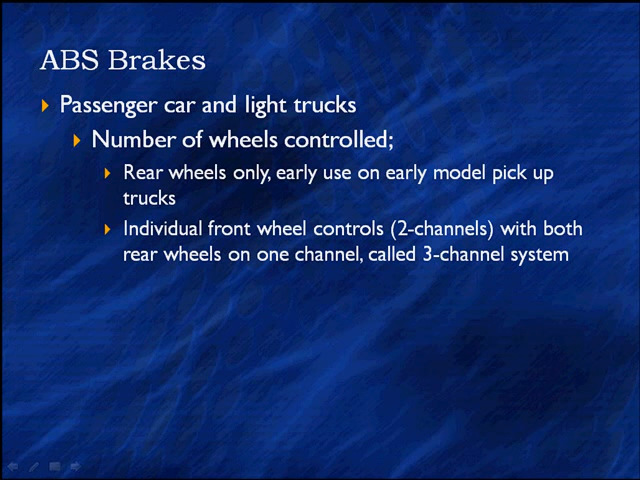 ABS Brakes
Passenger car and light trucks
Number of wheels controlled;
Rear wheels only, early use on early model pick up
trucks
Individual front wheel controls (2-channels) with both
rear wheels on one channel, called 3-channel system